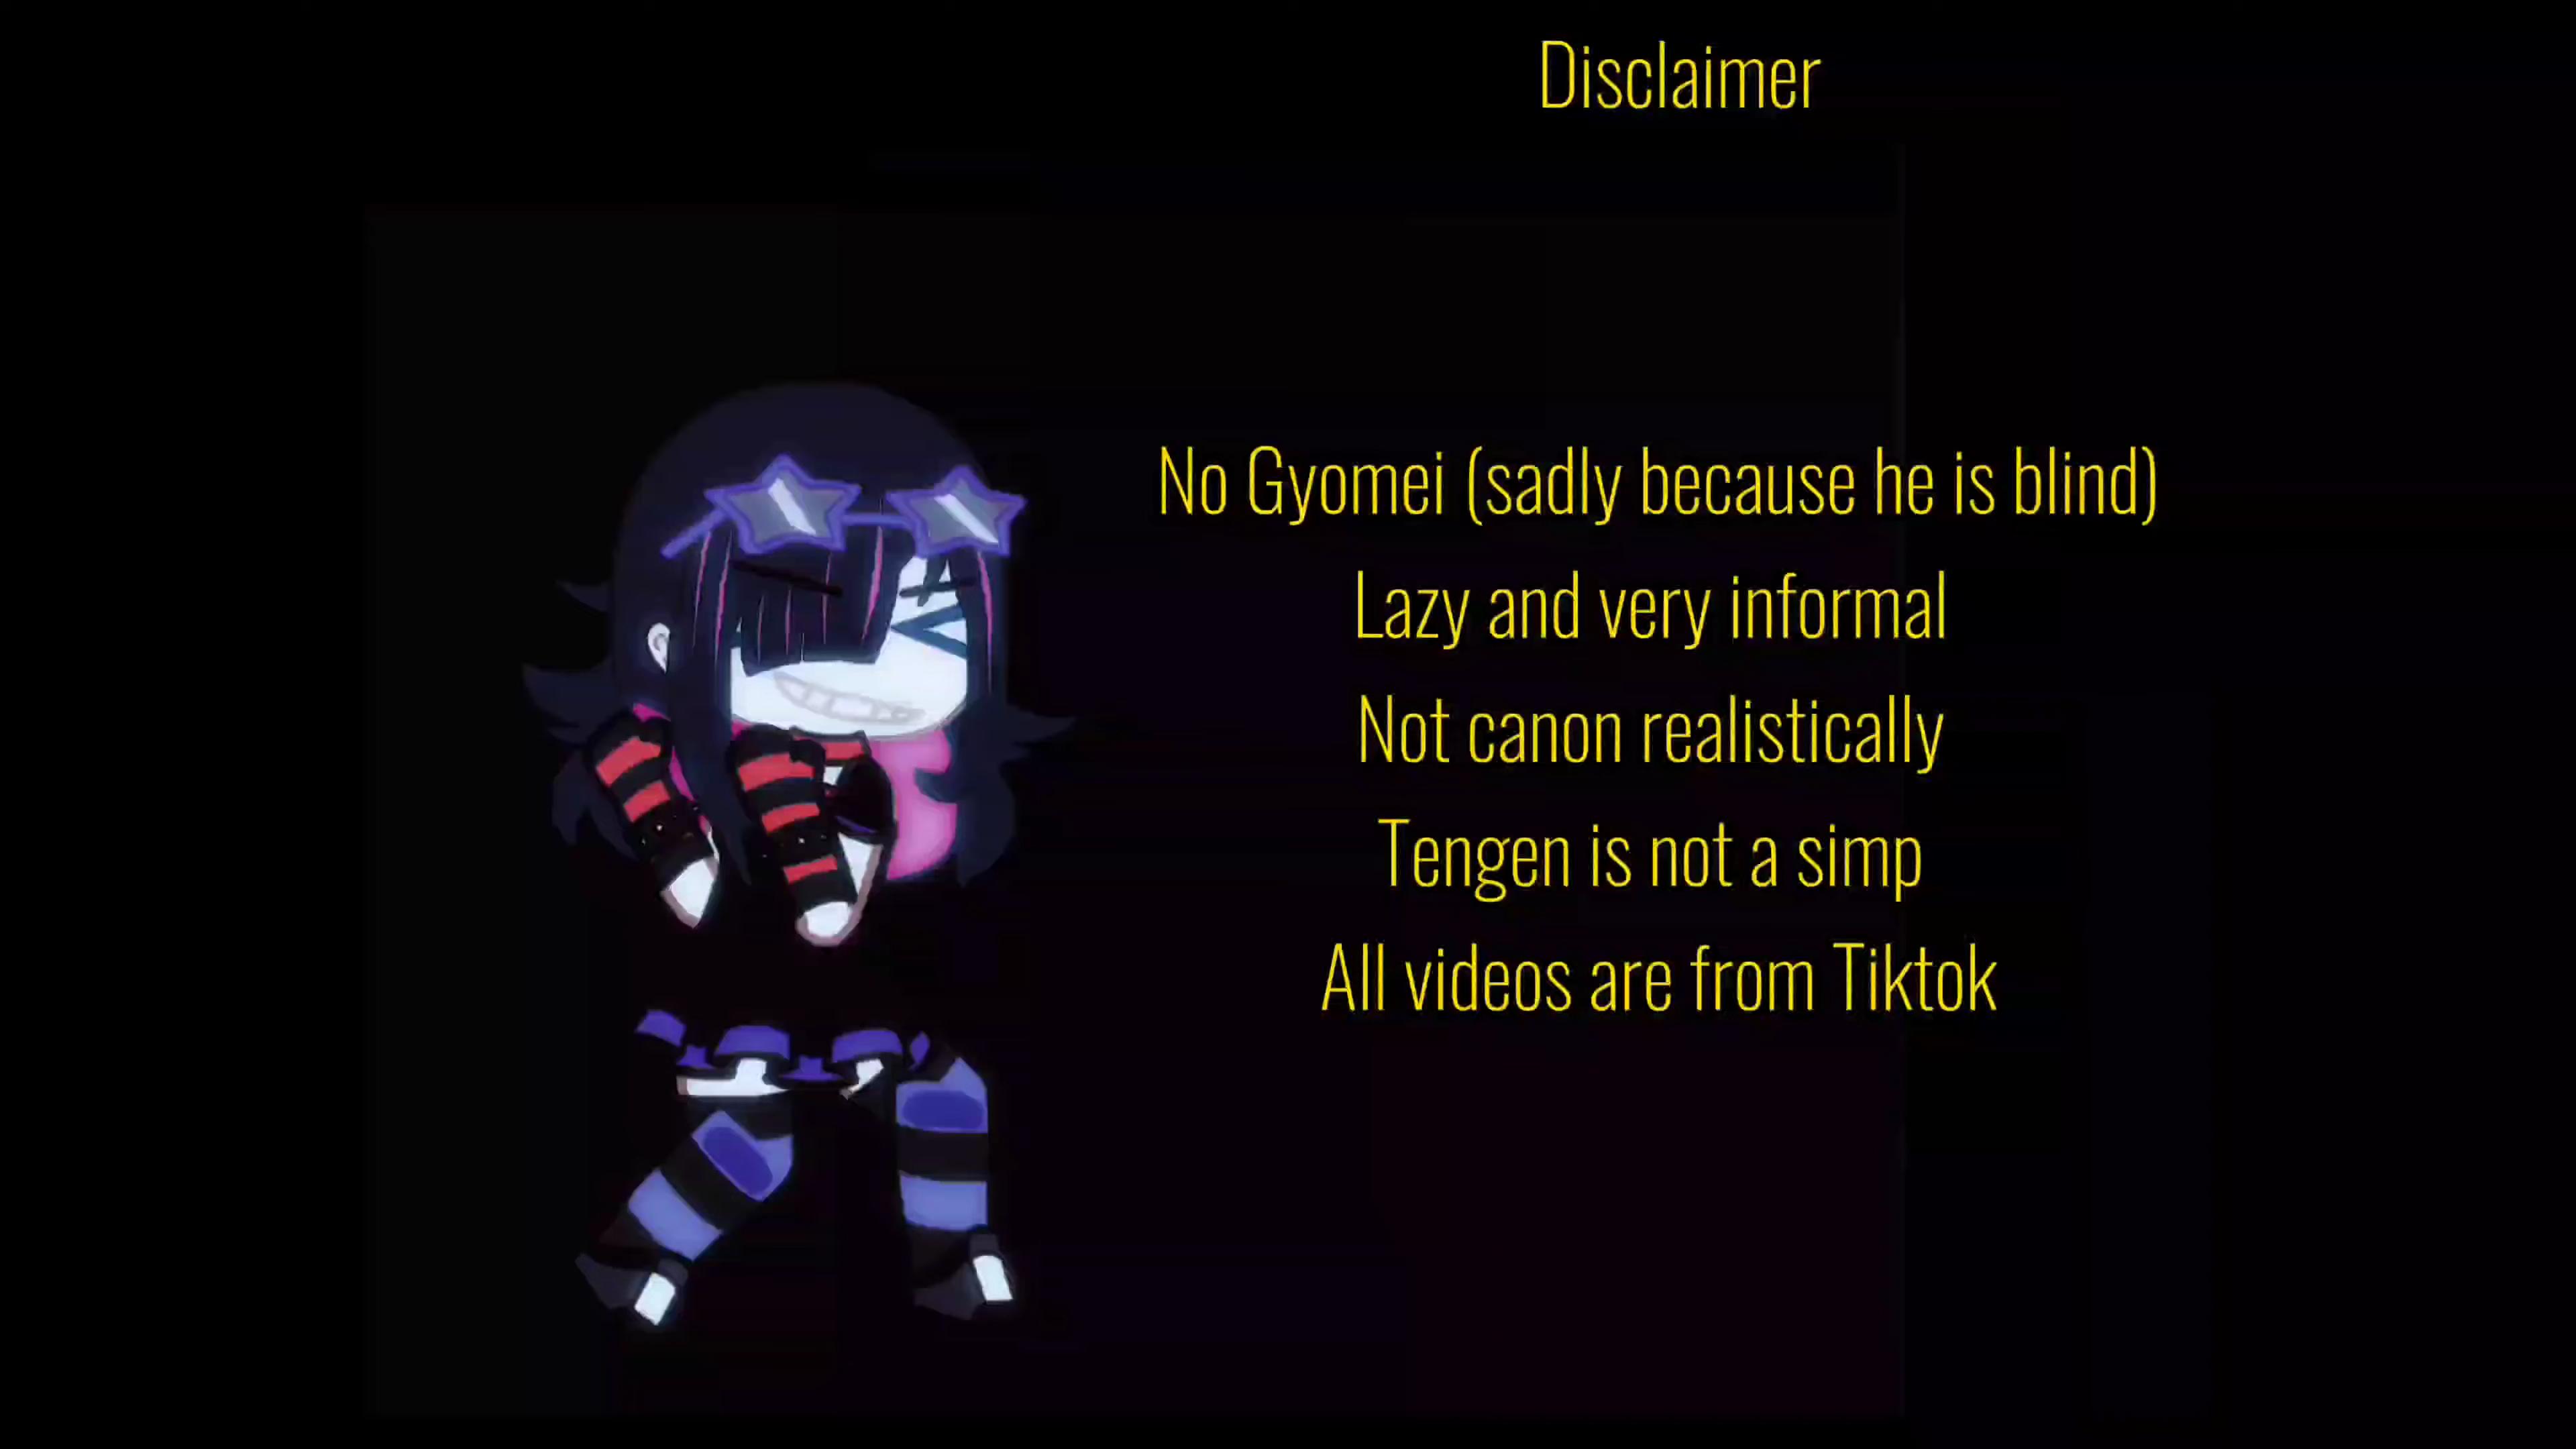 Disclaimer
No Gyomei (sadly because he is blind)
Lazy and very informal
Not canon realistically
Tengen is not a simp
All videos are from Tiktok